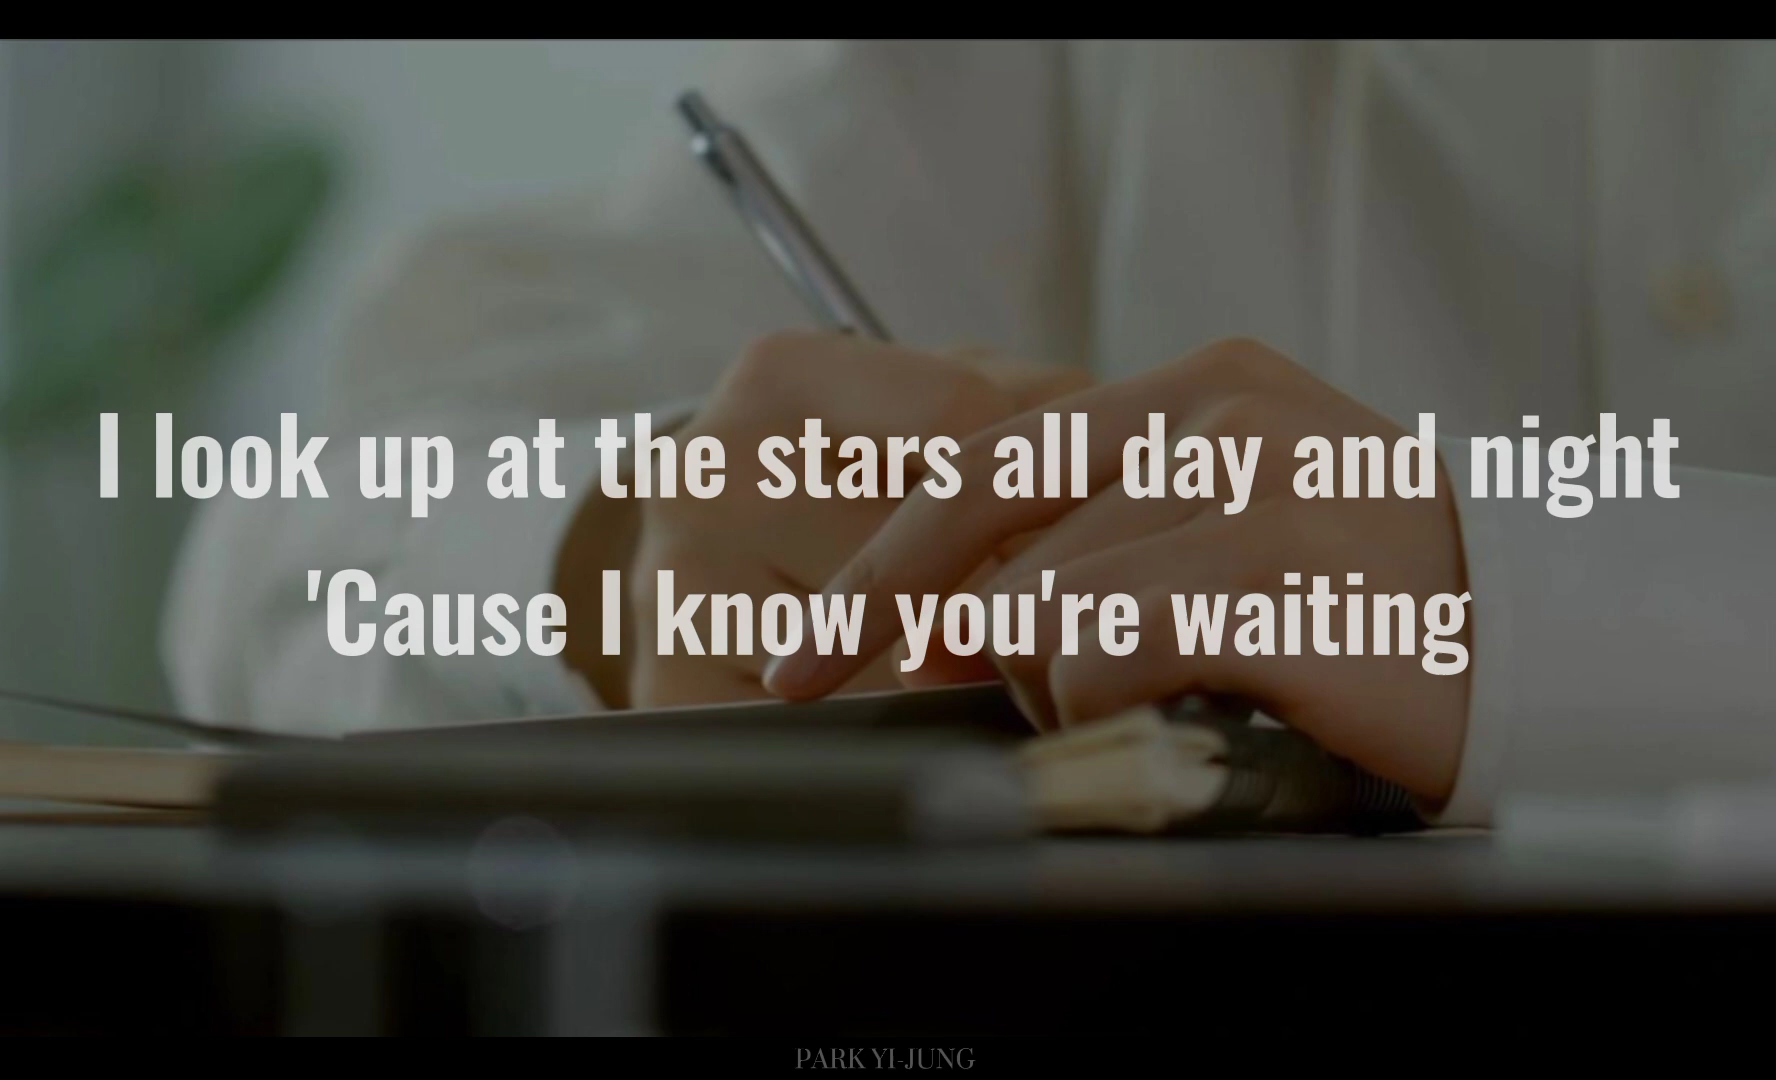 I look up at the stars all day and night
'Cause I know you're waiting
PARK YI-JUNG